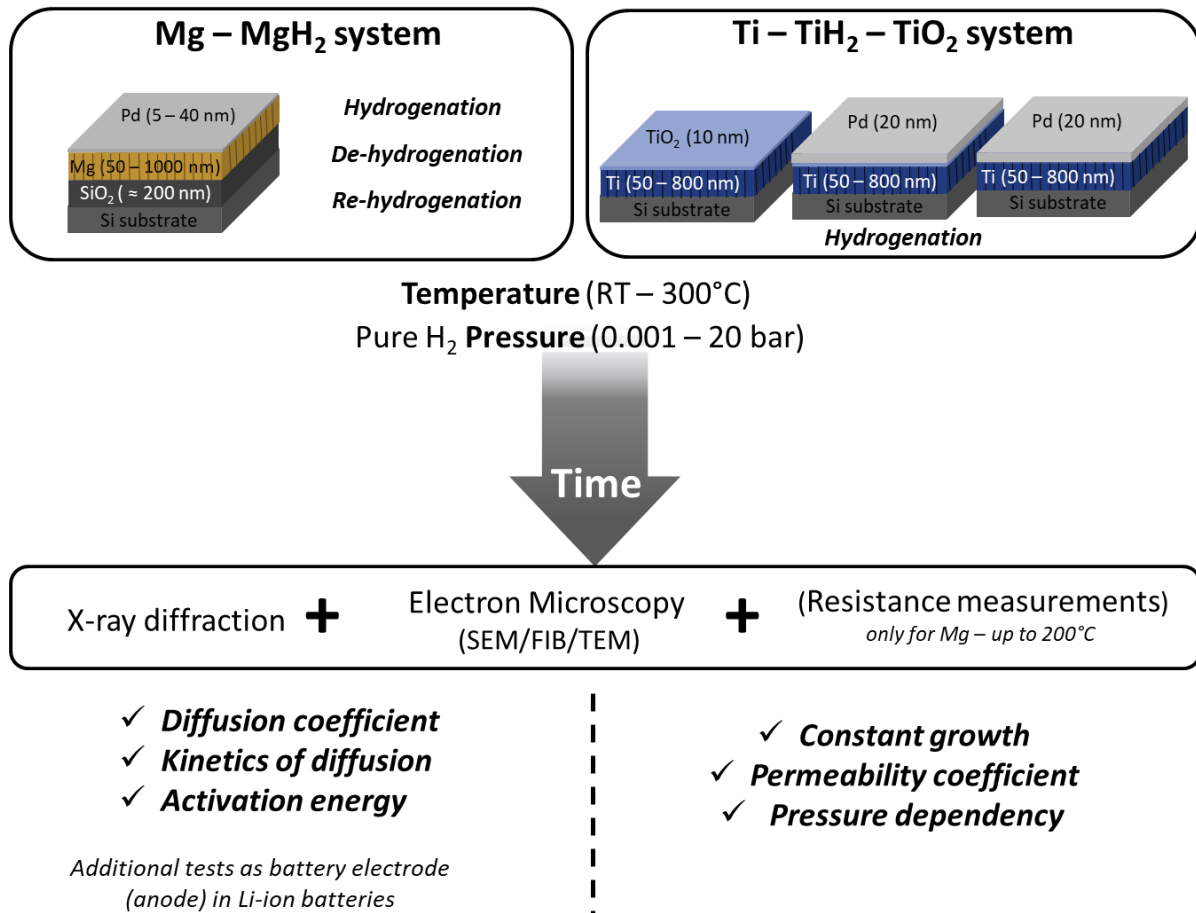 Mg – MgH₂ system
Pd (5 – 40 nm)
Mg (50 – 1000 nm)
SiO₂ ( ≈ 200 nm)
Si substrate
Hydrogenation
De-hydrogenation
Re-hydrogenation
Ti – TiH₂ – TiO₂ system
TiO₂ (10 nm)
Ti (50 – 800 nm)
Si substrate
Pd (20 nm)
Ti (50 – 800 nm)
Si substrate
Pd (20 nm)
Ti (50 – 800 nm)
Si substrate
Hydrogenation
Temperature (RT – 300°C)
Pure H₂ Pressure (0.001 – 20 bar)
Time
X-ray diffraction +
Electron Microscopy
(SEM/FIB/TEM)
+
(Resistance measurements)
only for Mg – up to 200°C
✓ Diffusion coefficient
✓ Kinetics of diffusion
✓ Activation energy
Additional tests as battery electrode
(anode) in Li-ion batteries
✓ Constant growth
✓ Permeability coefficient
✓ Pressure dependency